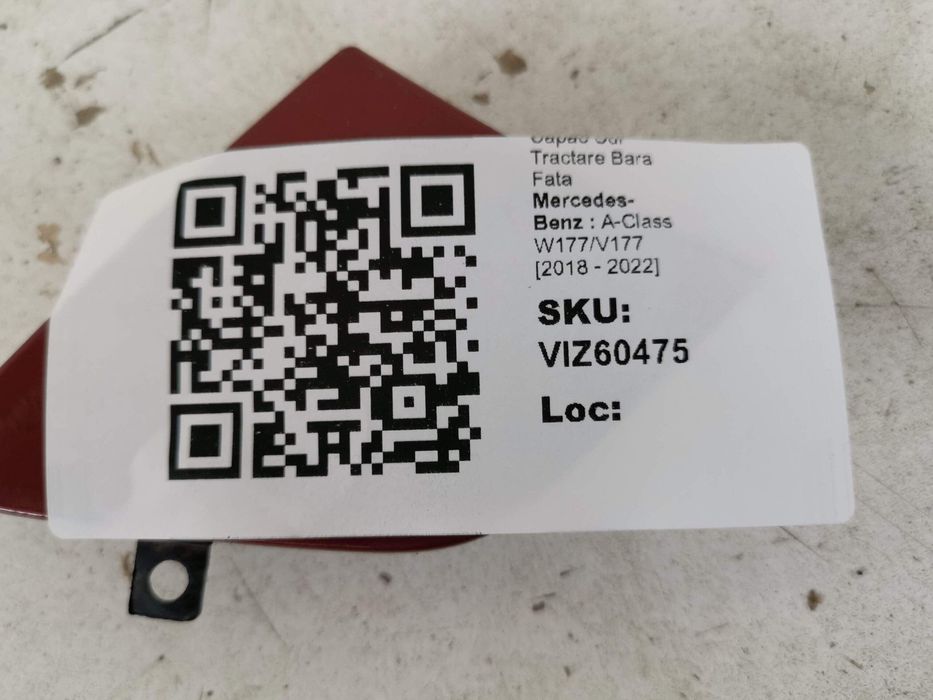 Tractare Bara
Fata
Mercedes-
Benz : A-Class
W177/V177
[2018 - 2022]
SKU:
VIZ60475
Loc: